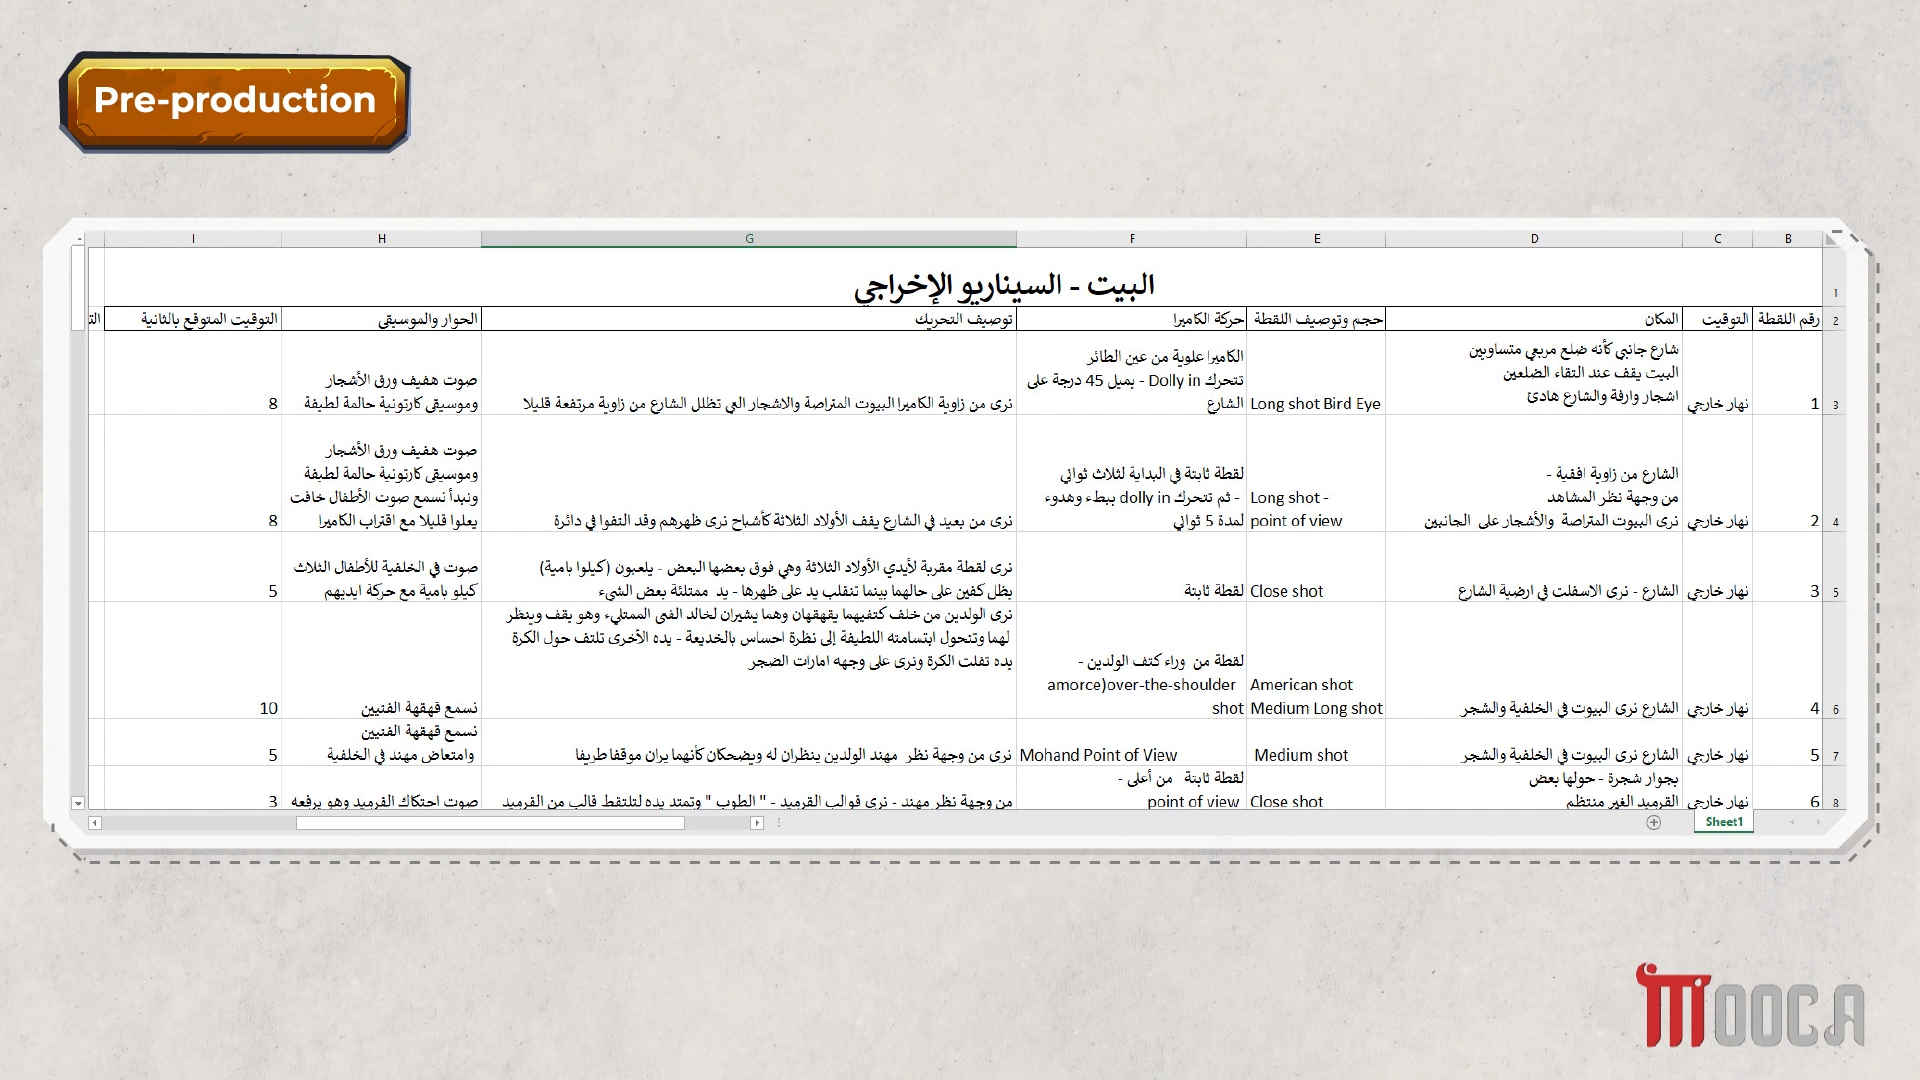 Pre-production
I H G F E D C B
البيت - السيناريو الإخراجي
1
رقم اللقطة التوقيت المكان حجم وتوصيف اللقطة حركة الكاميرا توصيف التحريك الحوار والموسيقى التوقيت المتوقع بالثانية الت
2
شارع جانبي كأنه ضلع مربعي متساويين
البيت يقف عند التقاء الضلعين
اشجار وارفة والشارع هادئ
الكاميرا علوية من عين الطائر
تتحرك Dolly in - بميل 45 درجة على
الشارع
صوت هفيف ورق الأشجار
وموسيقى كارتونية حالمة لطيفة
1 نهار خارجي
Long shot Bird Eye
نرى من زاوية الكاميرا البيوت المتراصة والاشجار التي تظلل الشارع من زاوية مرتفعة قليلا
8
3
2 نهار خارجي
الشارع من زاوية افقية -
من وجهة نظر المشاهد
نرى البيوت المتراصة والأشجار على الجانبين
Long shot -
point of view
لقطة ثابتة في البداية لثلاث ثواني
- ثم تتحرك dolly in ببطء وهدوء
لمدة 5 ثواني
نرى من بعيد في الشارع يقف الأولاد الثلاثة كأشباح نرى ظهرهم وقد التفوا في دائرة
صوت هفيف ورق الأشجار
وموسيقى كارتونية حالمة لطيفة
ونبدأ نسمع صوت الأطفال خافت
يعلوا قليلا مع اقتراب الكاميرا
8
4
3 نهار خارجي
الشارع - نرى الاسفلت في ارضية الشارع
Close shot
لقطة ثابتة
نرى لقطة مقربة لأيدي الأولاد الثلاثة وهي فوق بعضها البعض - يلعبون (كيلوا بامية)
يظل كفين على حالهما بينما تنقلب يد على ظهرها - يد ممتلئة بعض الشيء
صوت في الخلفية للأطفال الثلاث
كيلو بامية مع حركة ايديهم
5
5
4 نهار خارجي
الشارع نرى البيوت في الخلفية والشجر
American shot
Medium Long shot
لقطة من وراء كتف الولدين -
amorce)over-the-shoulder
shot
نرى الولدين من خلف كتفيهما يقهقهان وهما يشيران لخالد الفتى الممتليء وهو يقف وينظر
لهما وتتحول ابتسامته اللطيفة إلى نظرة احساس بالخديعة - يده الأخرى تلتف حول الكرة
يده تفلت الكرة ونرى على وجهه امارات الضجر
نسمع قهقهة الفتيين
10
6
5 نهار خارجي
الشارع نرى البيوت في الخلفية والشجر
Medium shot
Mohand Point of View
نرى من وجهة نظر مهند الولدين ينظران له ويضحكان كأنهما يران موقفا طريفا
نسمع قهقهة الفتيين
وامتعاض مهند في الخلفية
5
7
6 نهار خارجي
بجوار شجرة - حولها بعض
القرميد الغير منتظم
Close shot
لقطة ثابتة من أعلى -
point of view
من وجهة نظر مهند - نرى قوالب القرميد - " الطوب " وتمتد يده لتلتقط قالب من القرميد
صوت احتكاك القرميد وهو يرفعه
3
8
Sheet1
MOOCA